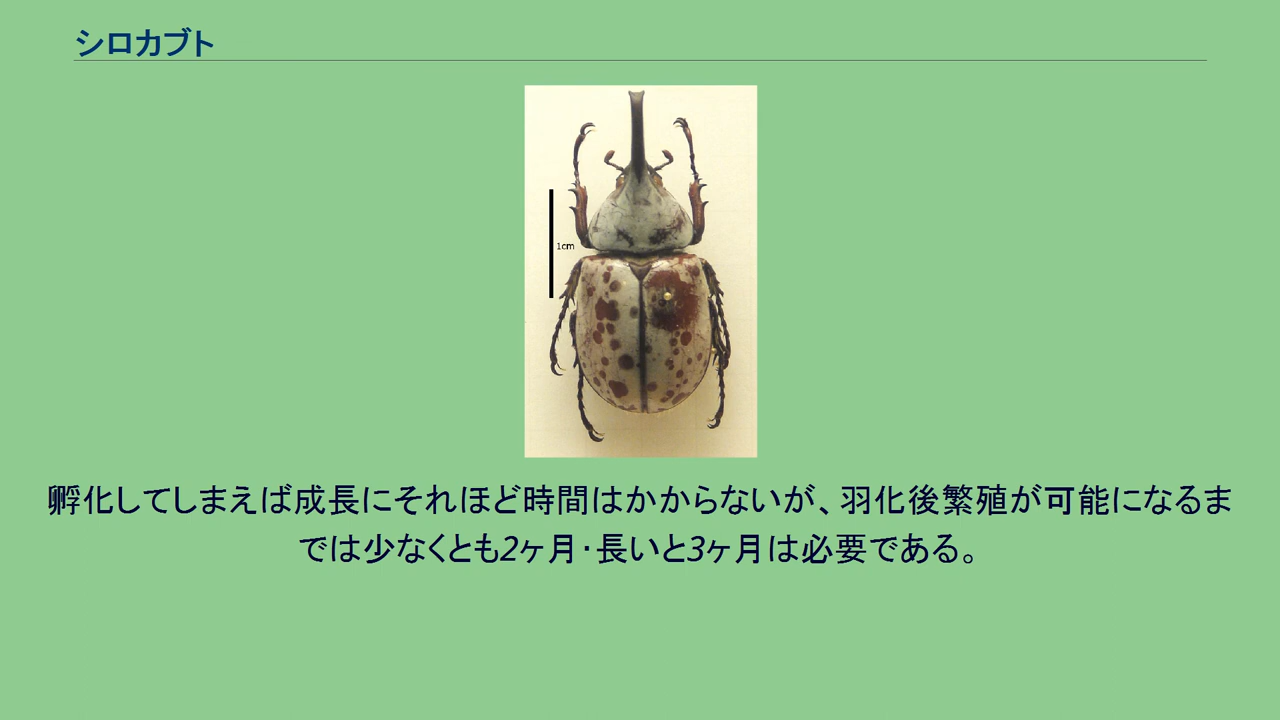 シロカブト
1cm
孵化してしまえば成長にそれほど時間はかからないが、羽化後繁殖が可能になるま
では少なくとも2ヶ月･長いと3ヶ月は必要である。